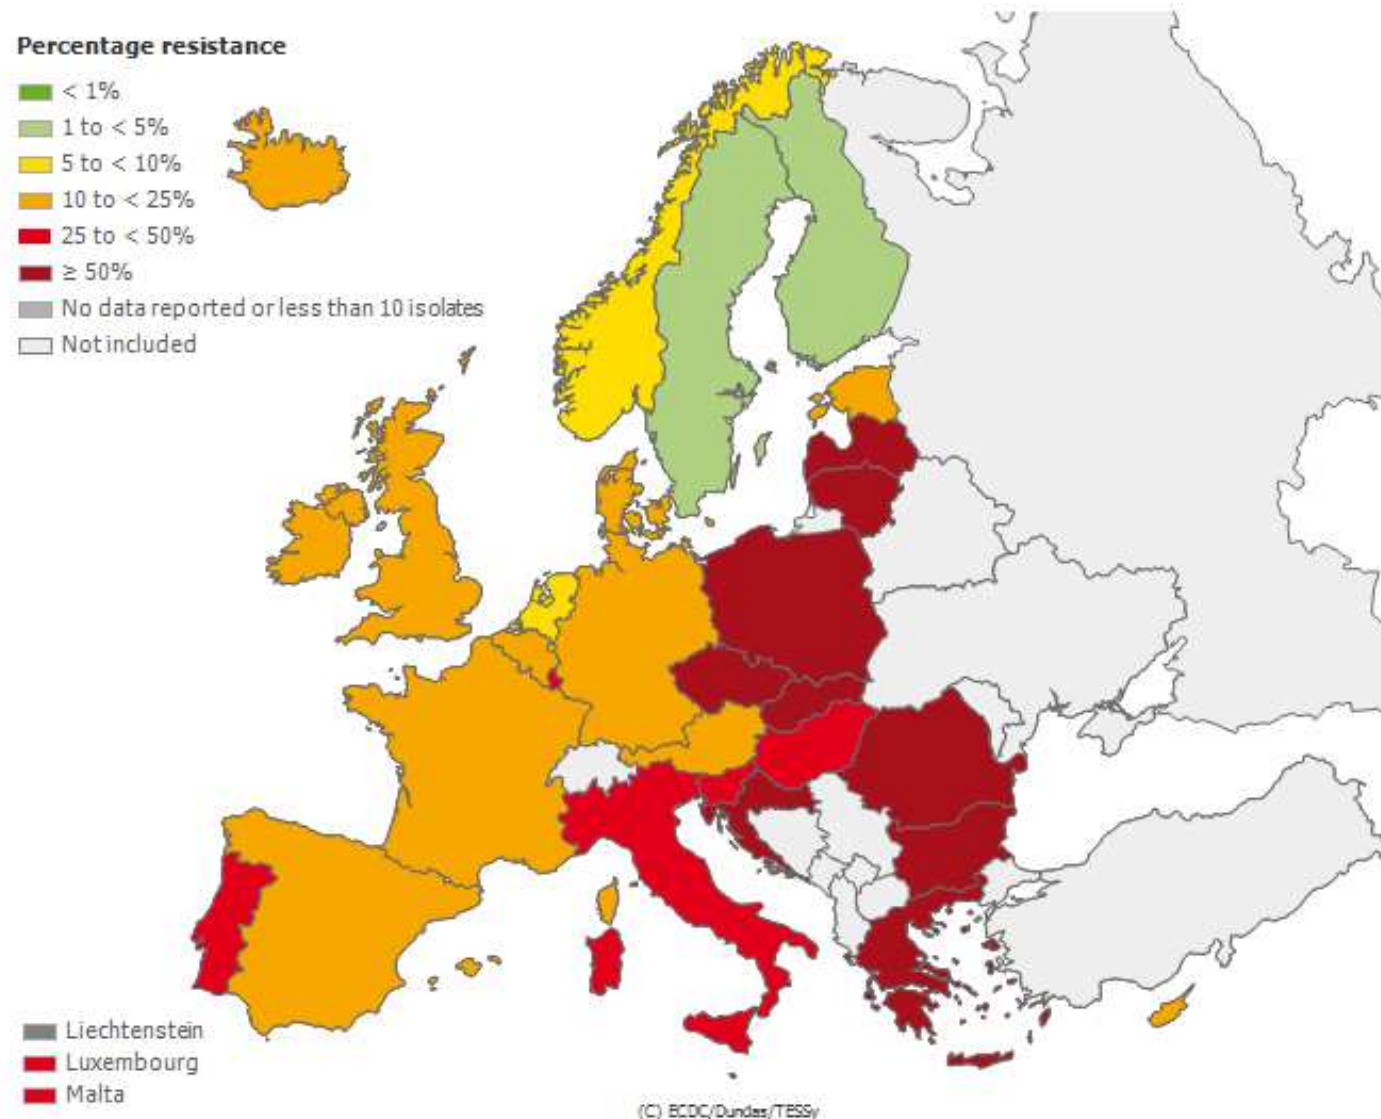 Percentage resistance
< 1%
1 to < 5%
5 to < 10%
10 to < 25%
25 to < 50%
≥ 50%
No data reported or less than 10 isolates
Not included
Liechtenstein
Luxembourg
Malta
(C) ECDC/Dundas/TESSy